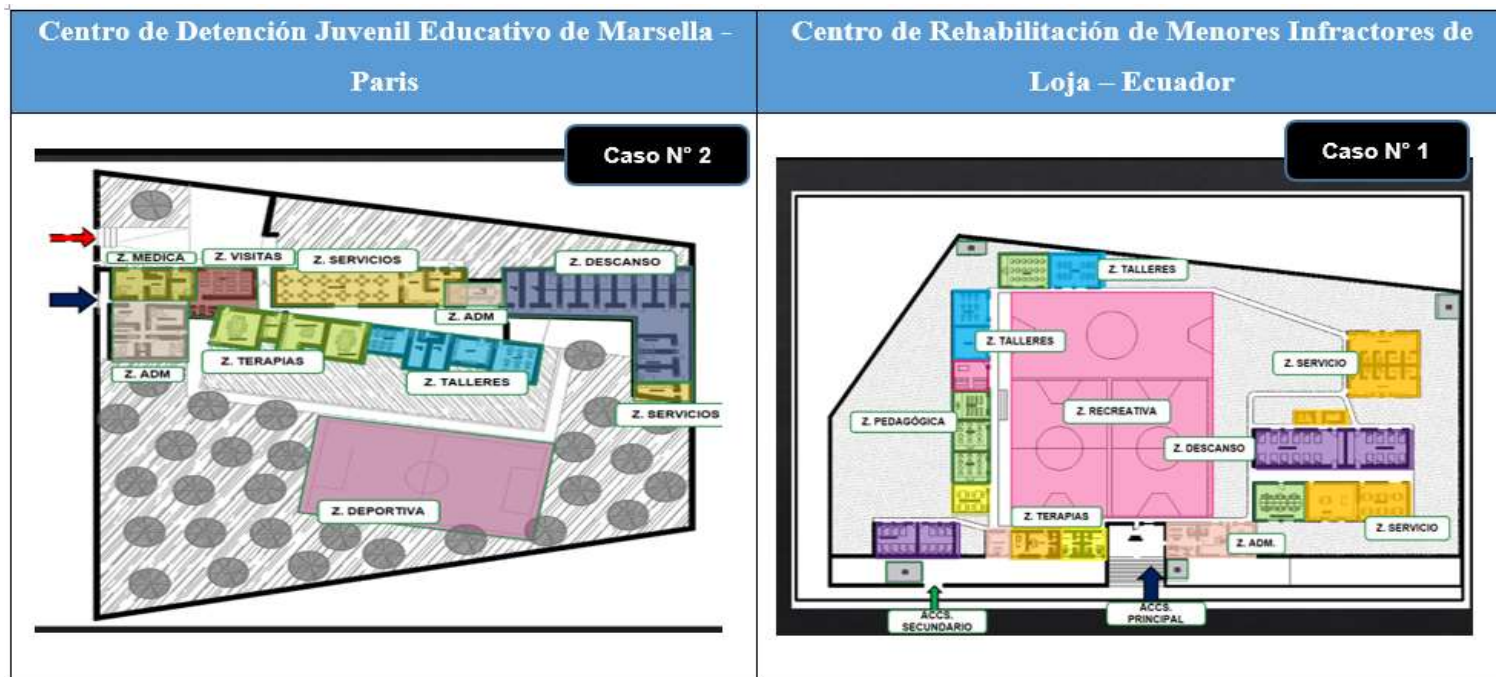 Centro de Detención Juvenil Educativo de Marsella -
Paris
Centro de Rehabilitación de Menores Infractores de
Loja – Ecuador
Caso N° 2
Z. MEDICA
Z. VISITAS
Z. SERVICIOS
Z. DESCANSO
Z. ADM
Z. TERAPIAS
Z. ADM
Z. TALLERES
Z. SERVICIOS
Z. DEPORTIVA
Caso N° 1
Z. TALLERES
Z. TALLERES
Z. SERVICIO
Z. PEDAGÓGICA
Z. RECREATIVA
Z. DESCANSO
Z. TERAPIAS
Z. SERVICIO
Z. ADM.
ACCS.
SECUNDARIO
ACCS.
PRINCIPAL